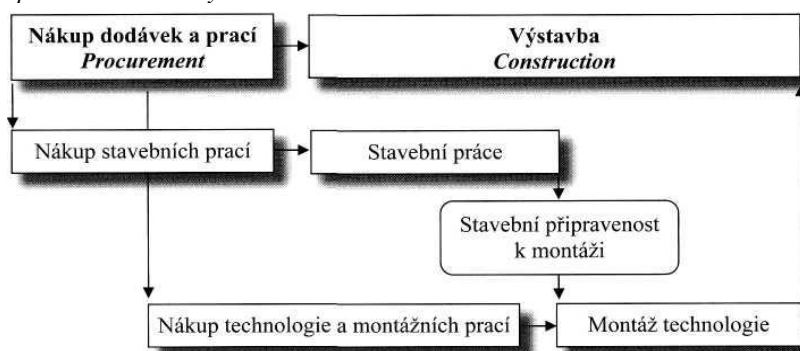 Nákup dodávek a prací
Procurement
Výstavba
Construction
Nákup stavebních prací
Stavební práce
Stavební připravenost
k montáži
Nákup technologie a montážních prací
Montáž technologie